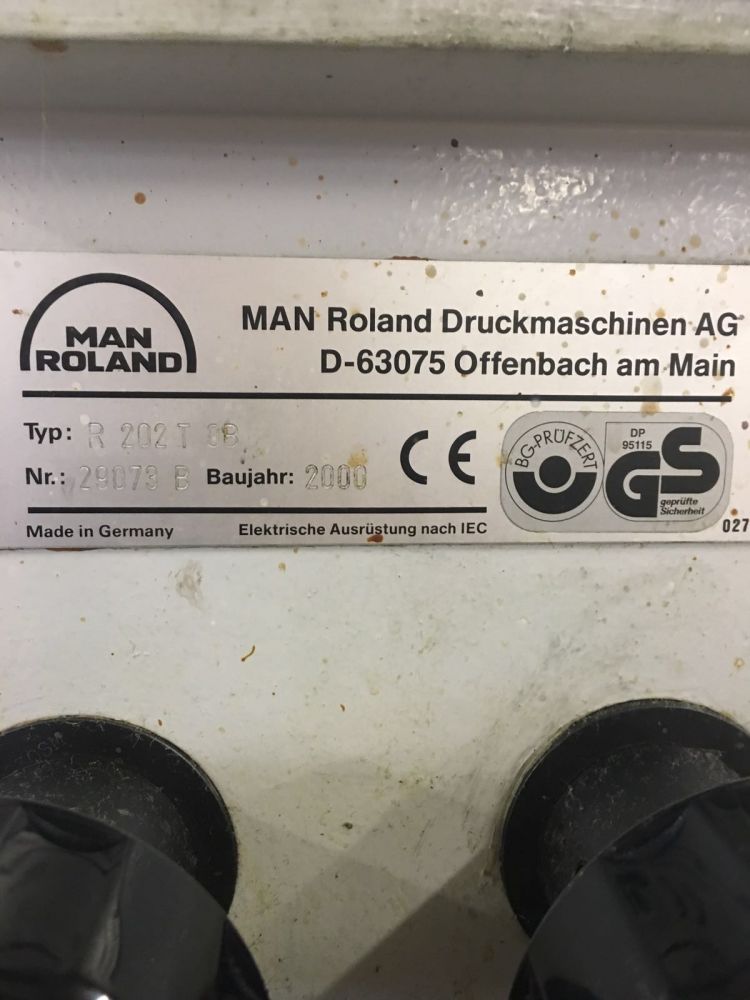 MAN
ROLAND
MAN Roland Druckmaschinen AG
D-63075 Offenbach am Main
Typ: R 202 T OB
Nr.: 29073 B Baujahr: 2000
CE
BG-PRÜFZERT
DP
95115
GS
geprüfte
Sicherheit
Made in Germany
Elektrische Ausrüstung nach IEC
027